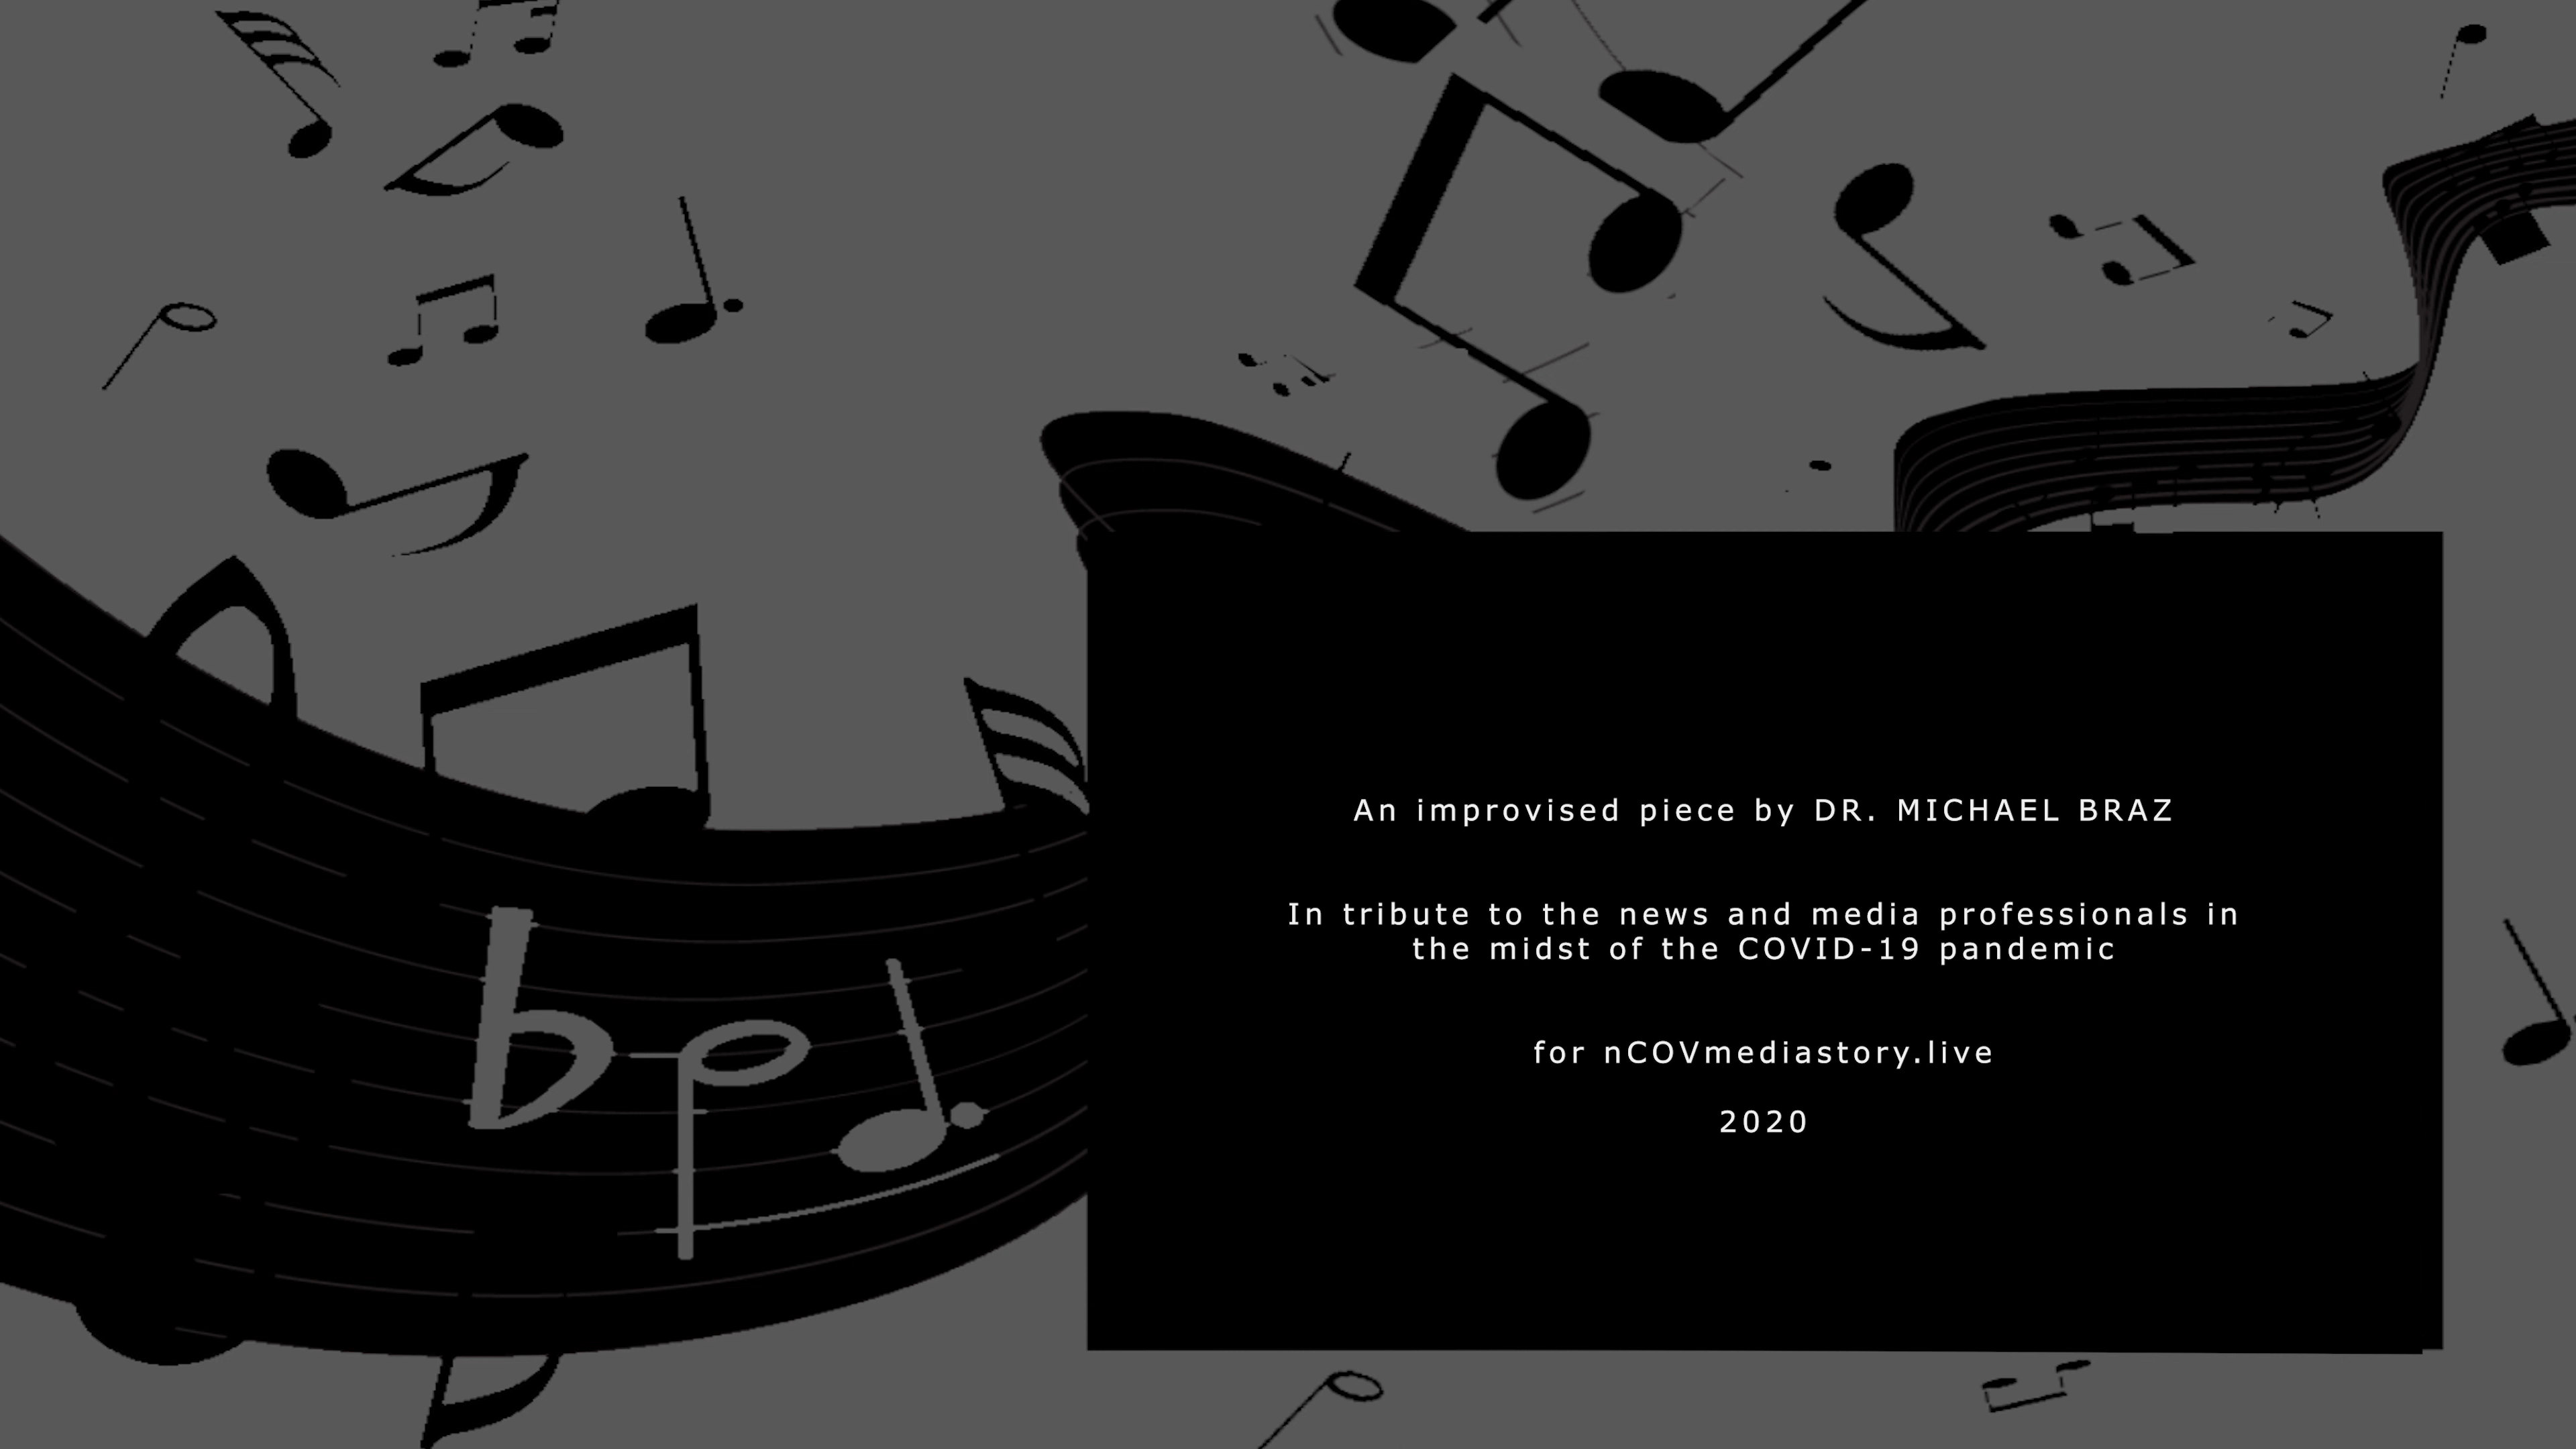 An improvised piece by DR. MICHAEL BRAZ
In tribute to the news and media professionals in
the midst of the COVID-19 pandemic
for nCOVmediastory.live
2020